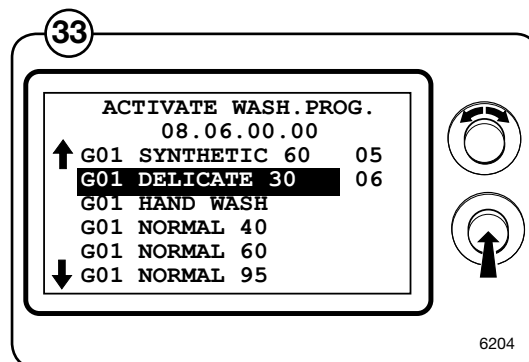 33
ACTIVATE WASH.PROG.
08.06.00.00
G01 SYNTHETIC 60 05
G01 DELICATE 30 06
G01 HAND WASH
G01 NORMAL 40
G01 NORMAL 60
G01 NORMAL 95
6204